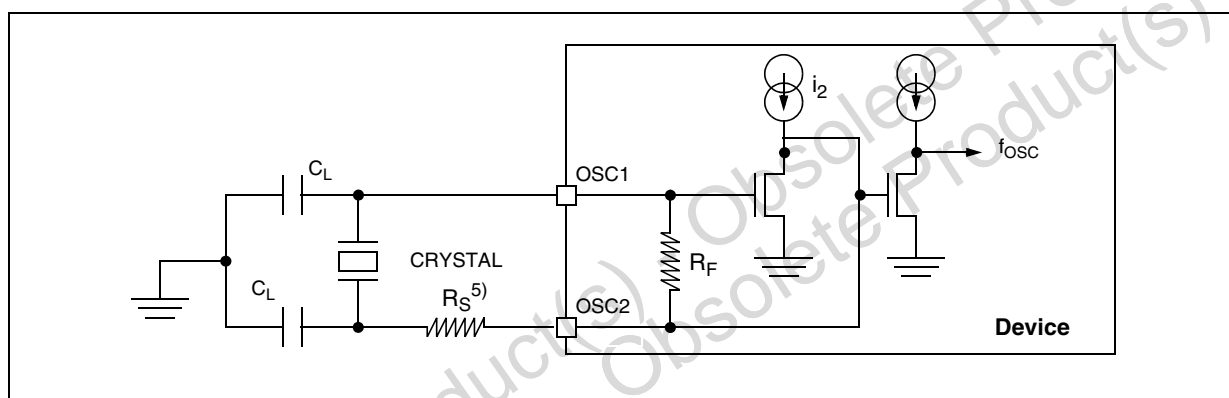 Obsolete Product(s)
Obsolete Product(s)
i2
fOSC
CL
OSC1
CRYSTAL
RF
CL
RS5)
OSC2
Device